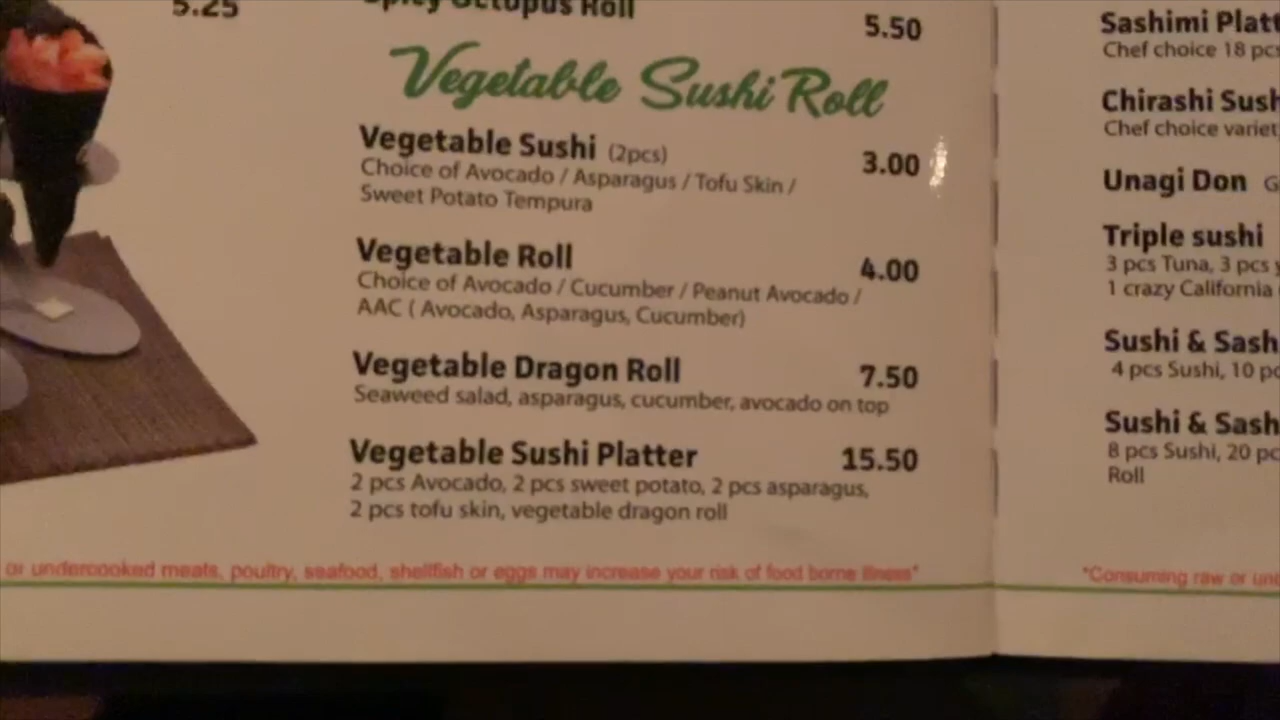 5.25
Spicy Octopus Roll 5.50
Vegetable Sushi Roll
Vegetable Sushi (2pcs) 3.00
Choice of Avocado / Asparagus / Tofu Skin /
Sweet Potato Tempura
Vegetable Roll 4.00
Choice of Avocado / Cucumber / Peanut Avocado /
AAC ( Avocado, Asparagus, Cucumber)
Vegetable Dragon Roll 7.50
Seaweed salad, asparagus, cucumber, avocado on top
Vegetable Sushi Platter 15.50
2 pcs Avocado, 2 pcs sweet potato, 2 pcs asparagus,
2 pcs tofu skin, vegetable dragon roll
or undercooked meats, poultry, seafood, shellfish or eggs may increase your risk of food borne illness"
Sashimi Platt
Chef choice 18 pcs
Chirashi Sush
Chef choice variet
Unagi Don G
Triple sushi
3 pcs Tuna, 3 pcs y
1 crazy California
Sushi & Sash
4 pcs Sushi, 10 pc
Sushi & Sash
8 pcs Sushi, 20 pc
Roll
"Consuming raw or und